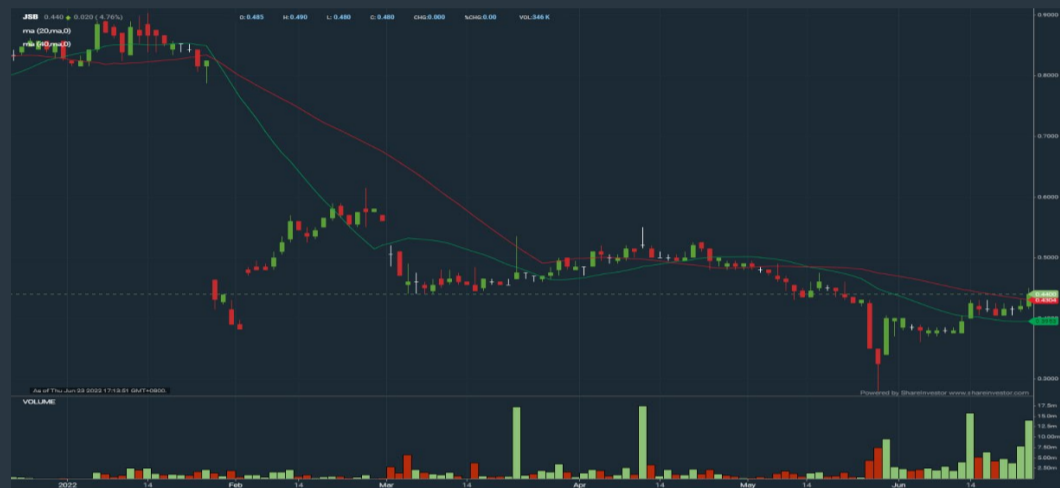 JSB 0.440 0.020 ( 4.76%) O: 0.483 H: 0.490 L: 0.480 C: 0.480 CHG:0.000 %CHG:0.00 VOL:346 K
ma (20,ma,0)
ma (40,ma,0)
0.9000
0.8000
0.7000
0.6000
0.5000
0.4400
0.4304
0.3000
As of Thu Jun 23 2022 17:13:51 GMT+0800
Powered by ShareInvestor www.shareinvestor.com
VOLUME
17.5m
15.0m
12.5m
10.00m
7.50m
5.00m
2.50m
2022 14 Feb 14 Mar 14 Apr 14 May 14 Jun 14